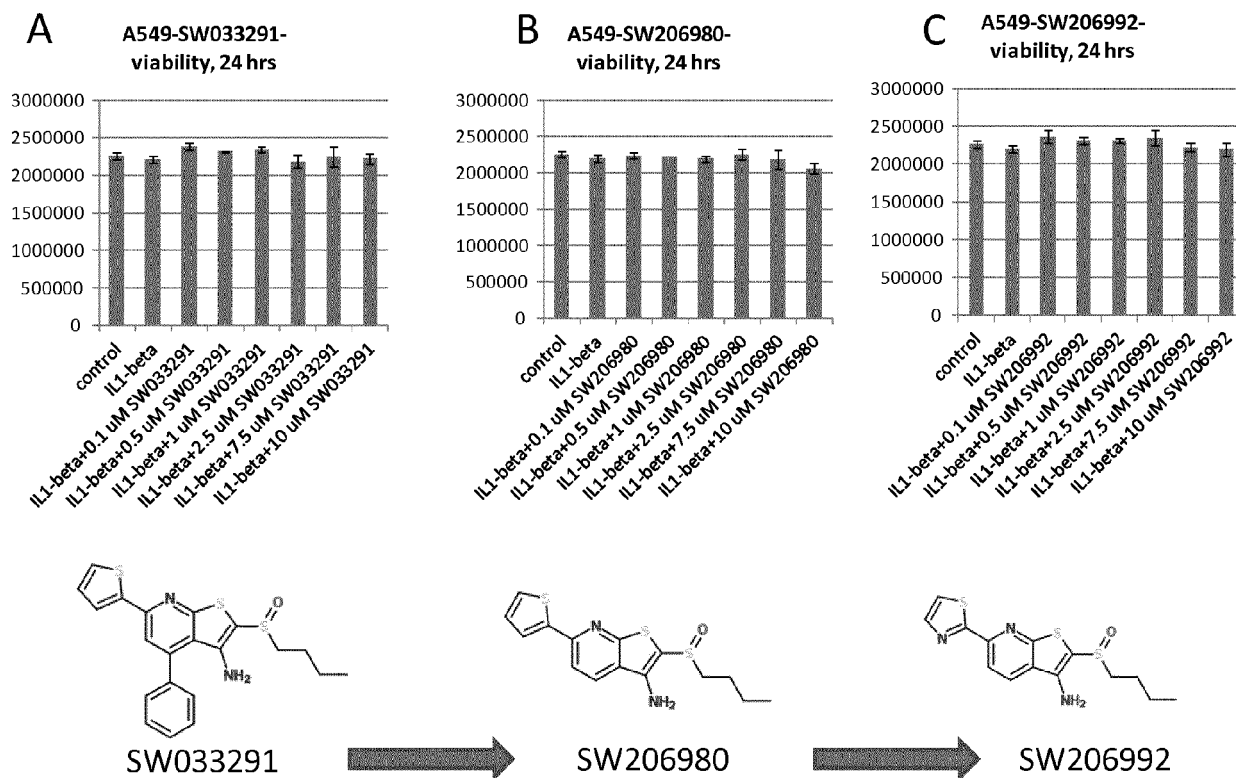 A
A549-SW033291-
viability, 24 hrs
3000000
2500000
2000000
1500000
1000000
500000
0
control
IL1-beta
IL1-beta+0.1 uM SW033291
IL1-beta+0.5 uM SW033291
IL1-beta+1 uM SW033291
IL1-beta+2.5 uM SW033291
IL1-beta+7.5 uM SW033291
IL1-beta+10 uM SW033291
B
A549-SW206980-
viability, 24 hrs
3000000
2500000
2000000
1500000
1000000
500000
0
control
IL1-beta
IL1-beta+0.1 uM SW206980
IL1-beta+0.5 uM SW206980
IL1-beta+1 uM SW206980
IL1-beta+2.5 uM SW206980
IL1-beta+7.5 uM SW206980
IL1-beta+10 uM SW206980
C
A549-SW206992-
viability, 24 hrs
3000000
2500000
2000000
1500000
1000000
500000
0
control
IL1-beta
IL1-beta+0.1 uM SW206992
IL1-beta+0.5 uM SW206992
IL1-beta+1 uM SW206992
IL1-beta+2.5 uM SW206992
IL1-beta+7.5 uM SW206992
IL1-beta+10 uM SW206992
S
N
S
O
S
NH2
SW033291
S
N
S
O
S
NH2
SW206980
S
N
N
S
O
S
NH2
SW206992